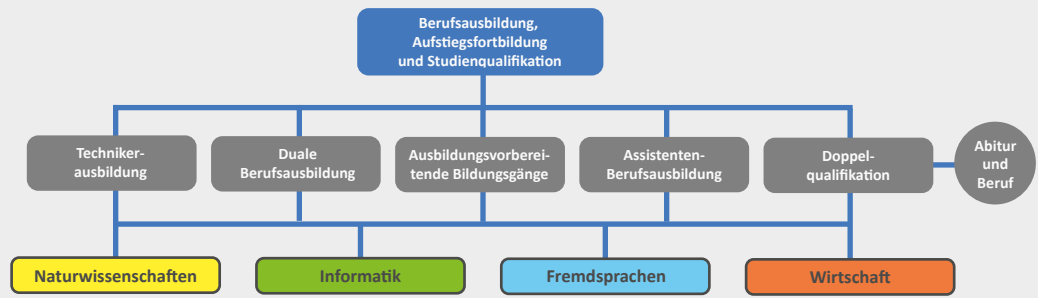 Berufsausbildung,
Aufstiegsfortbildung
und Studienqualifikation
Techniker-
ausbildung
Duale
Berufsausbildung
Ausbildungsvorberei-
tende Bildungsgänge
Assistenten-
Berufsausbildung
Doppel-
qualifikation
Abitur
und
Beruf
Naturwissenschaften
Informatik
Fremdsprachen
Wirtschaft